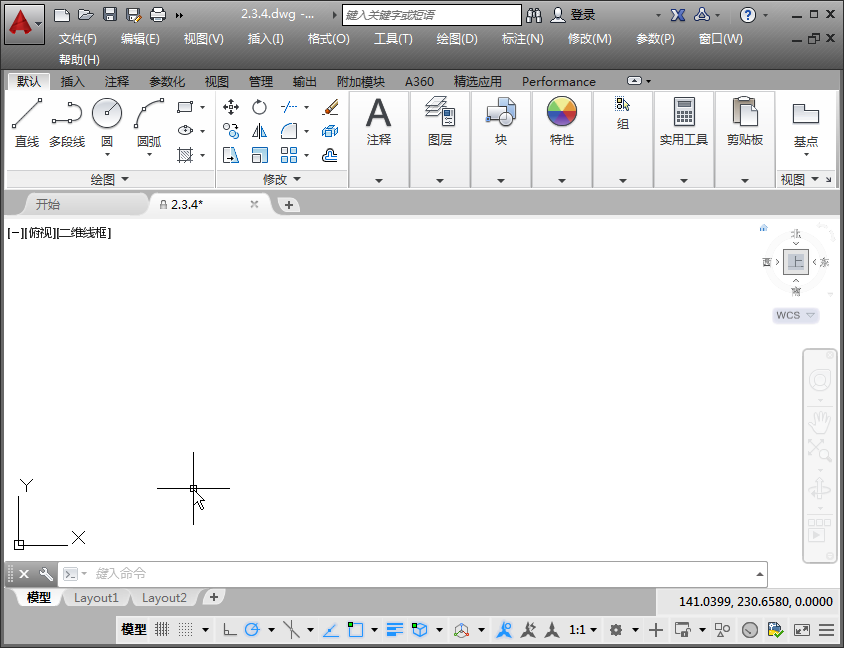 2.3.4.dwg -... 键入关键字或短语 登录
文件(F) 编辑(E) 视图(V) 插入(I) 格式(O) 工具(T) 绘图(D) 标注(N) 修改(M) 参数(P) 窗口(W)
帮助(H)
默认 插入 注释 参数化 视图 管理 输出 附加模块 A360 精选应用 Performance
直线 多段线 圆 圆弧 注释 图层 块 特性 组 实用工具 剪贴板 基点
绘图 修改 视图
开始 2.3.4*
[−][俯视][二维线框]
北
西 上 东
南
WCS
Y
X
键入命令
模型 Layout1 Layout2
141.0399, 230.6580, 0.0000
模型 1:1